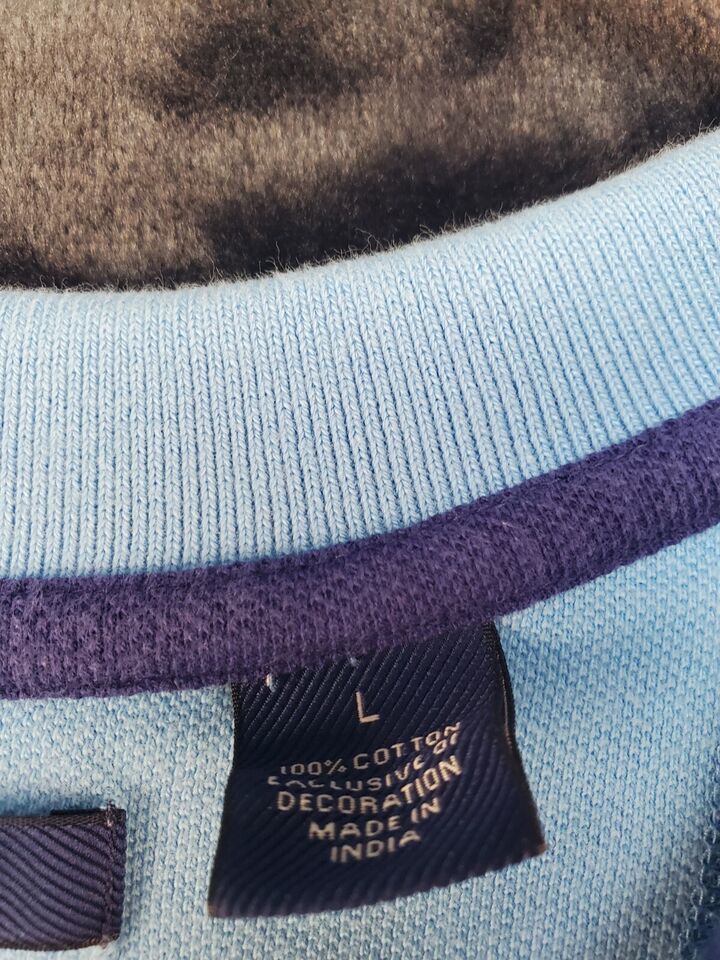 L
100% COTTON
EXCLUSIVE OF
DECORATION
MADE IN
INDIA